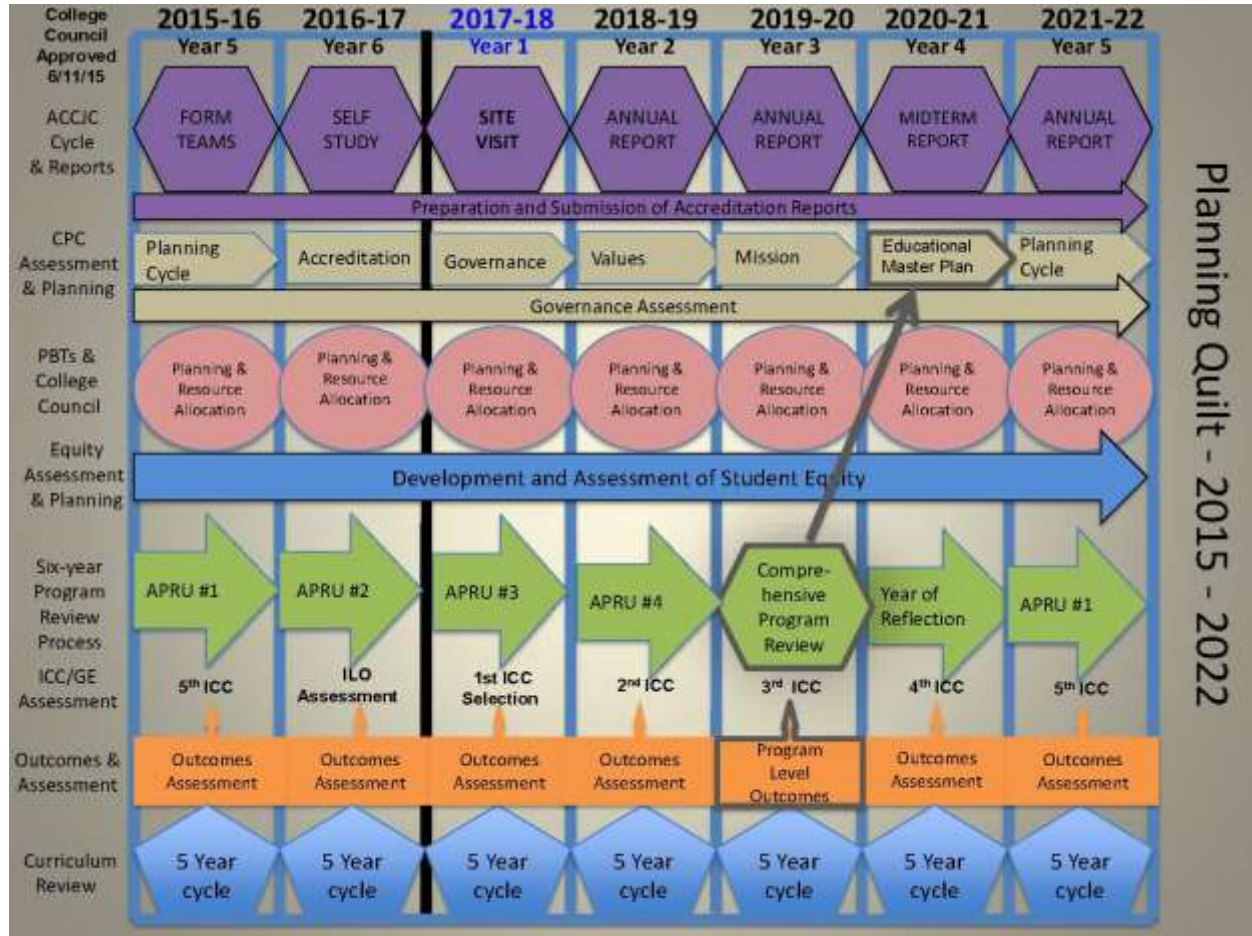 College
Council
Approved
6/11/15
2015-16
Year 5
2016-17
Year 6
2017-18
Year 1
2018-19
Year 2
2019-20
Year 3
2020-21
Year 4
2021-22
Year 5
ACCJC
Cycle
& Reports
FORM
TEAMS
SELF
STUDY
SITE
VISIT
ANNUAL
REPORT
ANNUAL
REPORT
MIDTERM
REPORT
ANNUAL
REPORT
Preparation and Submission of Accreditation Reports
CPC
Assessment
& Planning
Planning
Cycle
Accreditation
Governance
Values
Mission
Educational
Master Plan
Planning
Cycle
Governance Assessment
PBTs &
College
Council
Planning &
Resource
Allocation
Planning &
Resource
Allocation
Planning &
Resource
Allocation
Planning &
Resource
Allocation
Planning &
Resource
Allocation
Planning &
Resource
Allocation
Planning &
Resource
Allocation
Equity
Assessment
& Planning
Development and Assessment of Student Equity
Six-year
Program
Review
Process
APRU #1
APRU #2
APRU #3
APRU #4
Compre-
hensive
Program
Review
Year of
Reflection
APRU #1
ICC/GE
Assessment
5th ICC
ILO
Assessment
1st ICC
Selection
2nd ICC
3rd ICC
4th ICC
5th ICC
Outcomes &
Assessment
Outcomes
Assessment
Outcomes
Assessment
Outcomes
Assessment
Outcomes
Assessment
Program
Level
Outcomes
Outcomes
Assessment
Outcomes
Assessment
Curriculum
Review
5 Year
cycle
5 Year
cycle
5 Year
cycle
5 Year
cycle
5 Year
cycle
5 Year
cycle
5 Year
cycle
Planning Quilt - 2015 - 2022